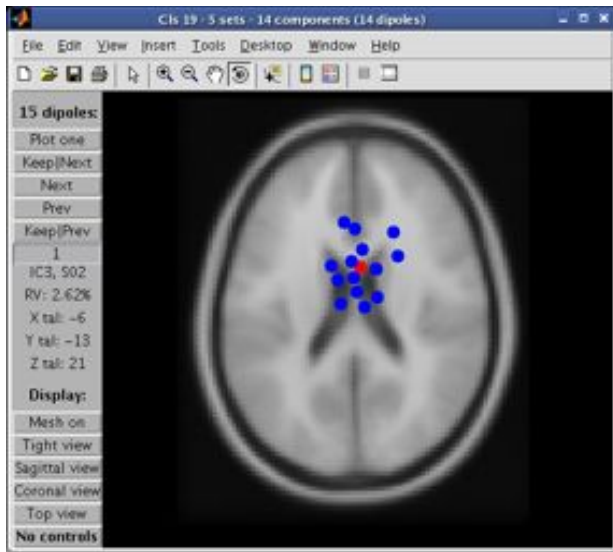 Cls 19 - 5 sets - 14 components (14 dipoles)
File Edit View Insert Tools Desktop Window Help
15 dipoles:
Plot one
Keep|Next
Next
Prev
Keep|Prev
1
IC3, S02
RV: 2.62%
X tal: -6
Y tal: -13
Z tal: 21
Display:
Mesh on
Tight view
Sagittal view
Coronal view
Top view
No controls